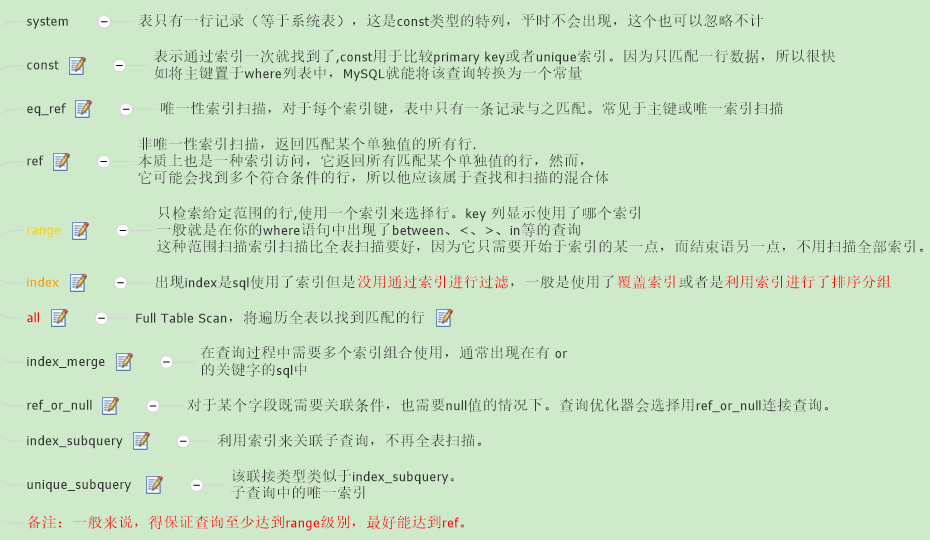 system 表只有一行记录（等于系统表），这是const类型的特列，平时不会出现，这个也可以忽略不计
const 表示通过索引一次就找到了,const用于比较primary key或者unique索引。因为只匹配一行数据，所以很快
如将主键置于where列表中，MySQL就能将该查询转换为一个常量
eq_ref 唯一性索引扫描，对于每个索引键，表中只有一条记录与之匹配。常见于主键或唯一索引扫描
非唯一性索引扫描，返回匹配某个单独值的所有行.
ref 本质上也是一种索引访问，它返回所有匹配某个单独值的行，然而，
它可能会找到多个符合条件的行，所以他应该属于查找和扫描的混合体
只检索给定范围的行,使用一个索引来选择行。key 列显示使用了哪个索引
range 一般就是在你的where语句中出现了between、<、>、in等的查询
这种范围扫描索引扫描比全表扫描要好，因为它只需要开始于索引的某一点，而结束语另一点，不用扫描全部索引。
index 出现index是sql使用了索引但是没用通过索引进行过滤，一般是使用了覆盖索引或者是利用索引进行了排序分组
all Full Table Scan，将遍历全表以找到匹配的行
index_merge 在查询过程中需要多个索引组合使用，通常出现在有 or
的关键字的sql中
ref_or_null 对于某个字段既需要关联条件，也需要null值的情况下。查询优化器会选择用ref_or_null连接查询。
index_subquery 利用索引来关联子查询，不再全表扫描。
unique_subquery 该联接类型类似于index_subquery。
子查询中的唯一索引
备注：一般来说，得保证查询至少达到range级别，最好能达到ref。